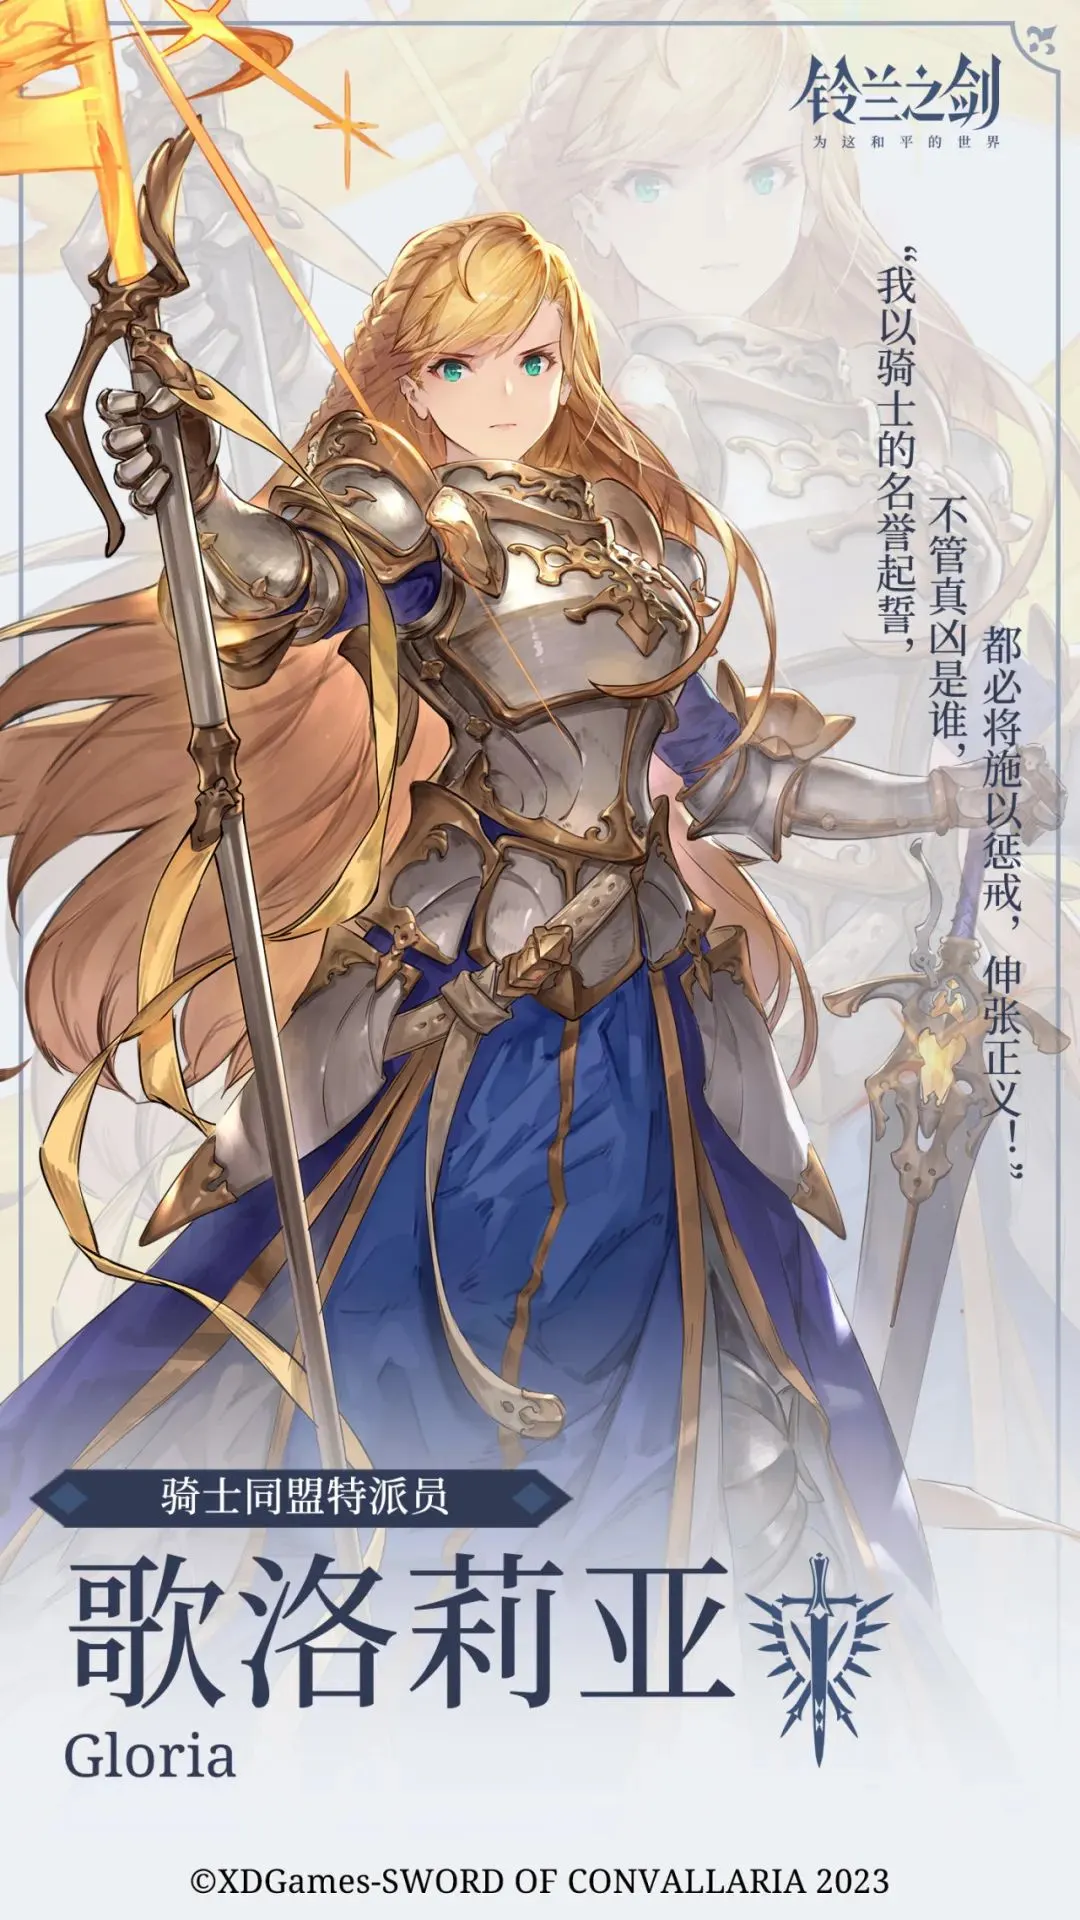 铃兰之剑
为这和平的世界
“我以骑士的名誉起誓，
不管真凶是谁，
都必将施以惩戒，伸张正义！”
骑士同盟特派员
歌洛莉亚
Gloria
©XDGames-SWORD OF CONVALLARIA 2023